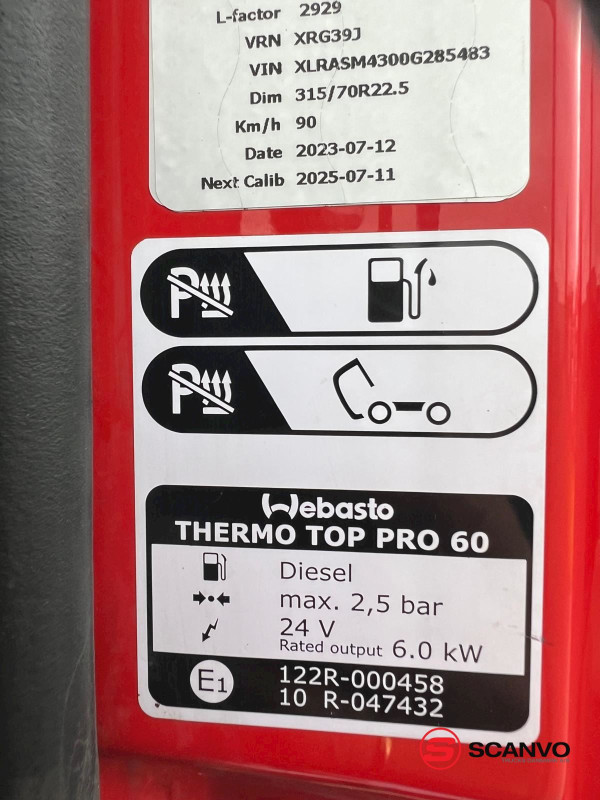 L-factor 2929
VRN XRG39J
VIN XLRASM4300G285483
Dim 315/70R22.5
Km/h 90
Date 2023-07-12
Next Calib 2025-07-11
P
P
Webasto
THERMO TOP PRO 60
Diesel
max. 2,5 bar
24 V
Rated output 6.0 kW
E1 122R-000458
10 R-047432
S SCANVO